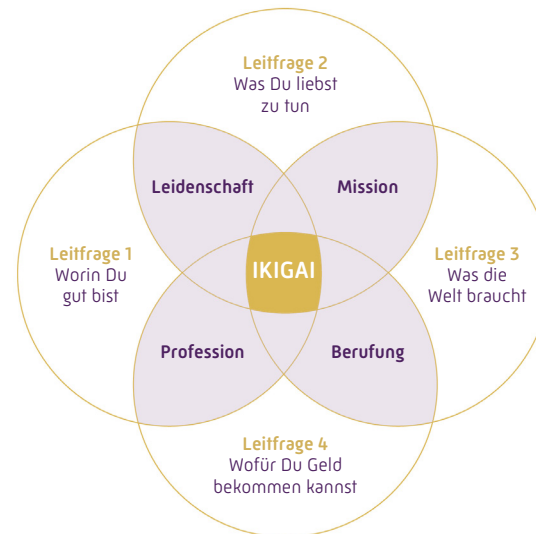 Leitfrage 2
Was Du liebst
zu tun
Leidenschaft
Mission
Leitfrage 1
Worin Du
gut bist
IKIGAI
Leitfrage 3
Was die
Welt braucht
Profession
Berufung
Leitfrage 4
Wofür Du Geld
bekommen kannst